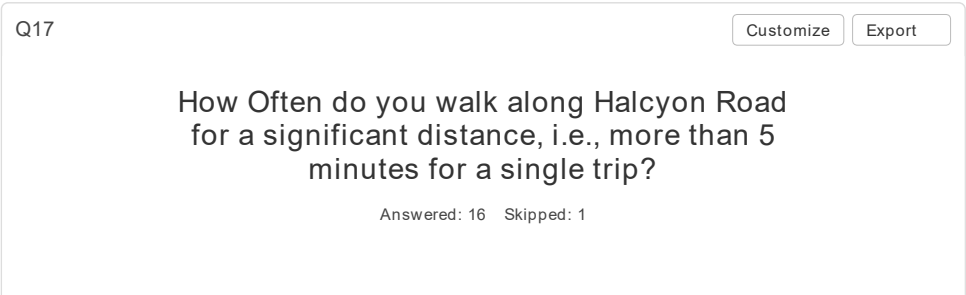 Q17
Customize
Export
How Often do you walk along Halcyon Road
for a significant distance, i.e., more than 5
minutes for a single trip?
Answered: 16 Skipped: 1